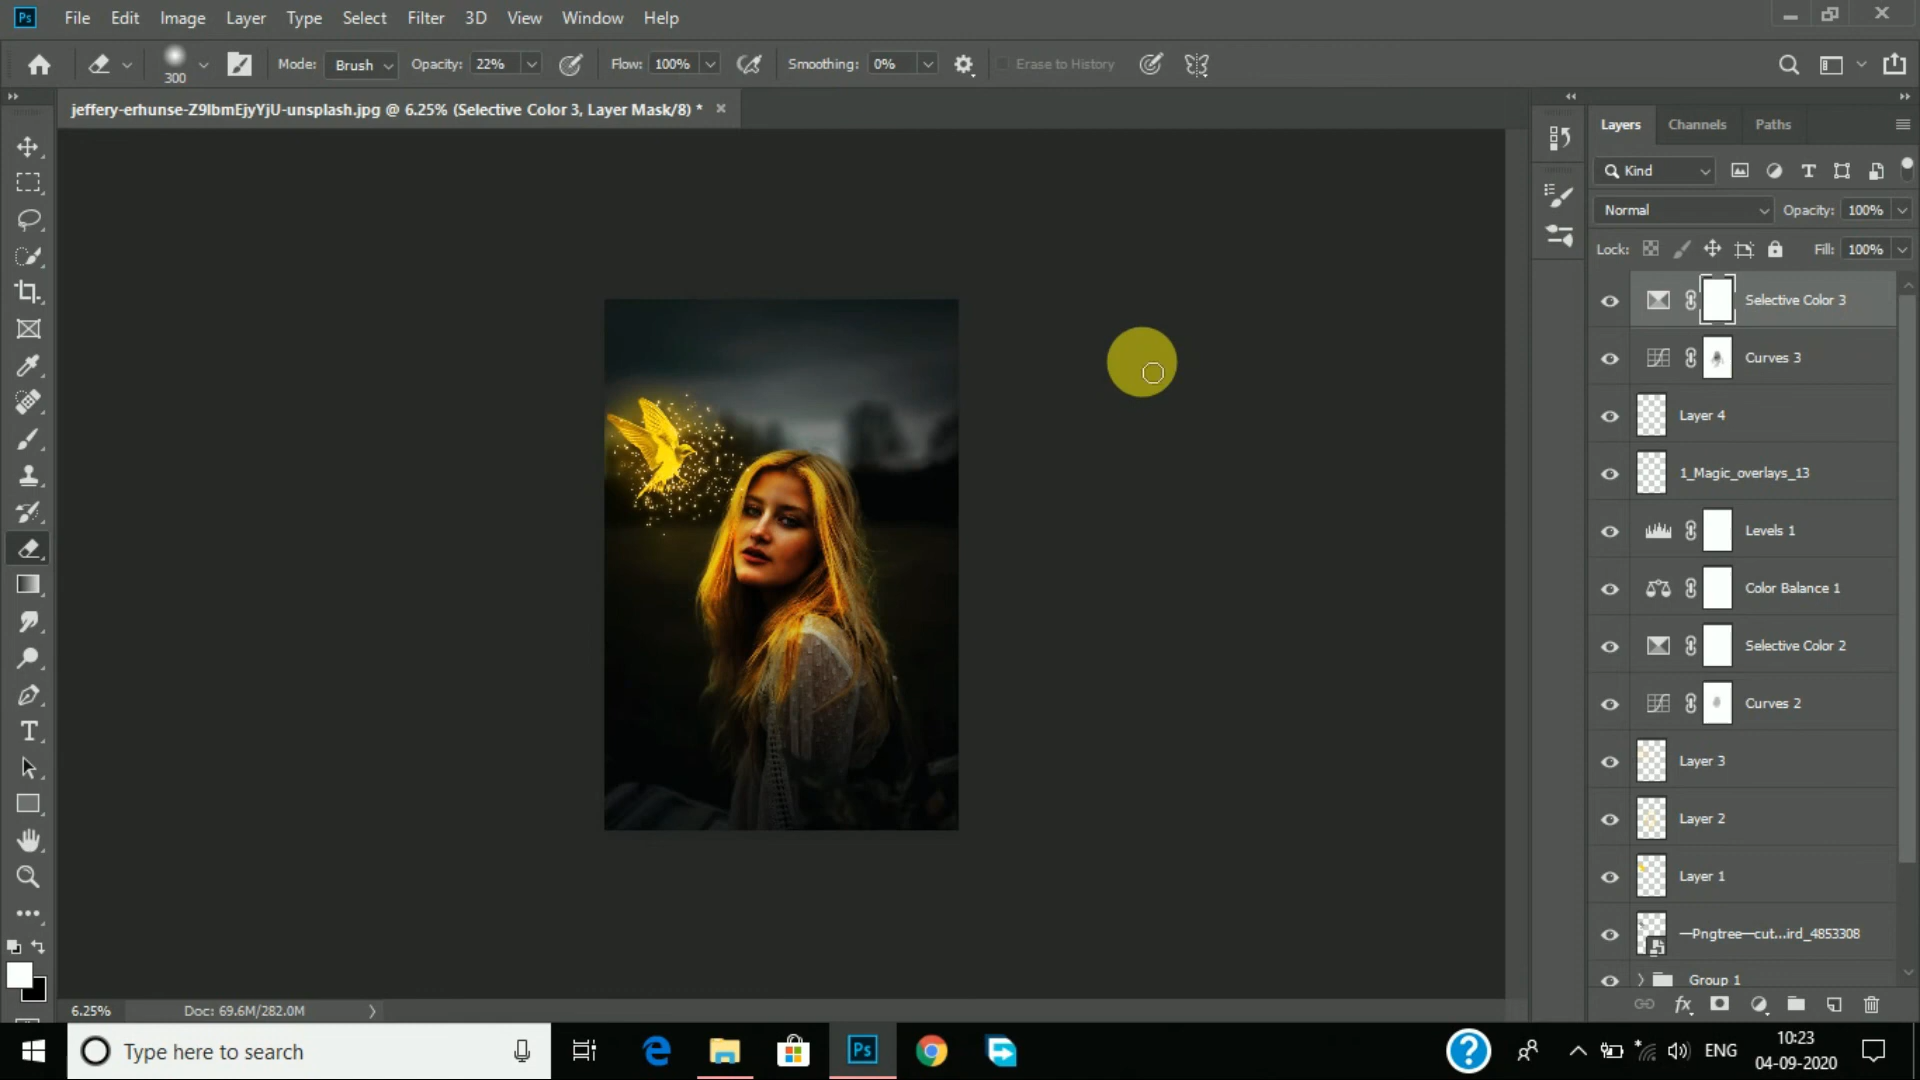 Ps File Edit Image Layer Type Select Filter 3D View Window Help
300 Mode: Brush Opacity: 22% Flow: 100% Smoothing: 0% Erase to History
jeffery-erhunse-Z9lbmEjyYjU-unsplash.jpg @ 6.25% (Selective Color 3, Layer Mask/8) *
Layers Channels Paths
Kind
Normal Opacity: 100%
Lock: Fill: 100%
Selective Color 3
Curves 3
Layer 4
1_Magic_overlays_13
Levels 1
Color Balance 1
Selective Color 2
Curves 2
Layer 3
Layer 2
Layer 1
—Pngtree—cut...ird_4853308
Group 1
6.25% Doc: 69.6M/282.0M
Type here to search
Ps
ENG
10:23
04-09-2020